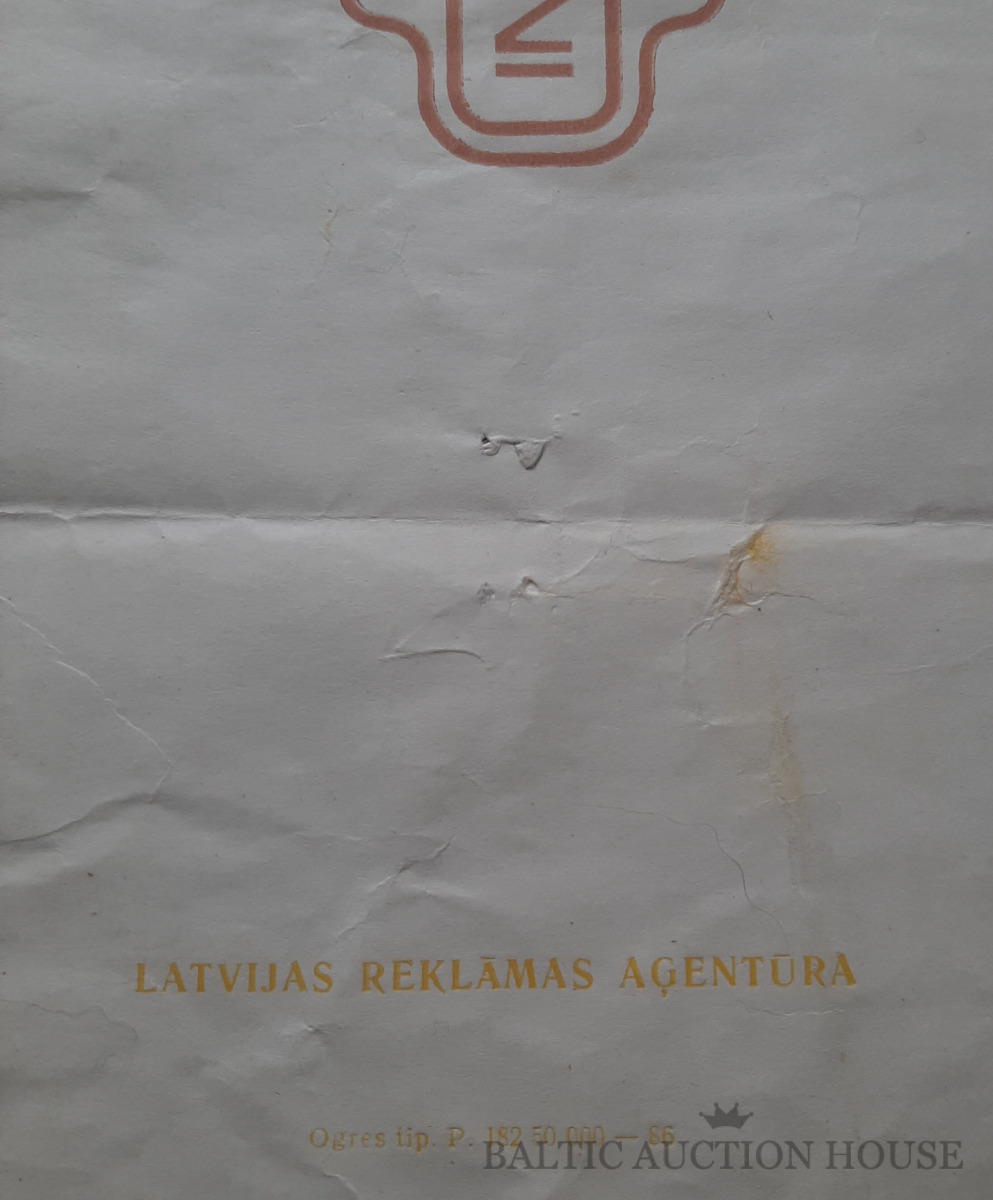 LATVIJAS REKLĀMAS AĢENTŪRA
Ogres tip. P. 182 50.000 — 86
BALTIC AUCTION HOUSE